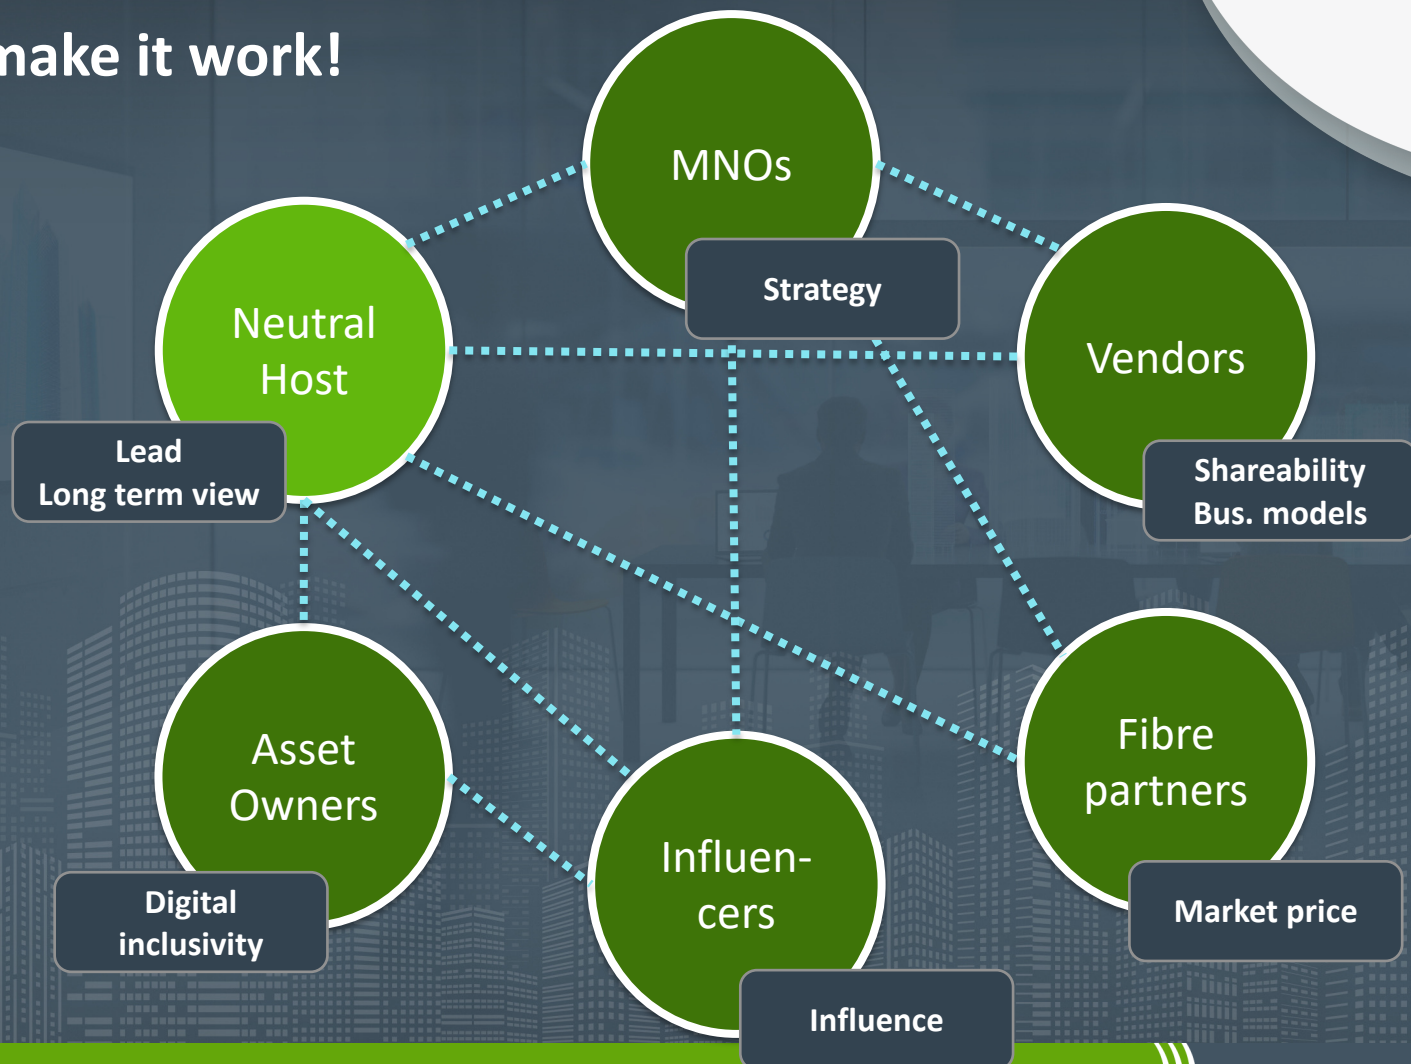 make it work!
MNOs
Strategy
Neutral
Host
Lead
Long term view
Vendors
Shareability
Bus. models
Asset
Owners
Digital
inclusivity
Influen-
cers
Influence
Fibre
partners
Market price